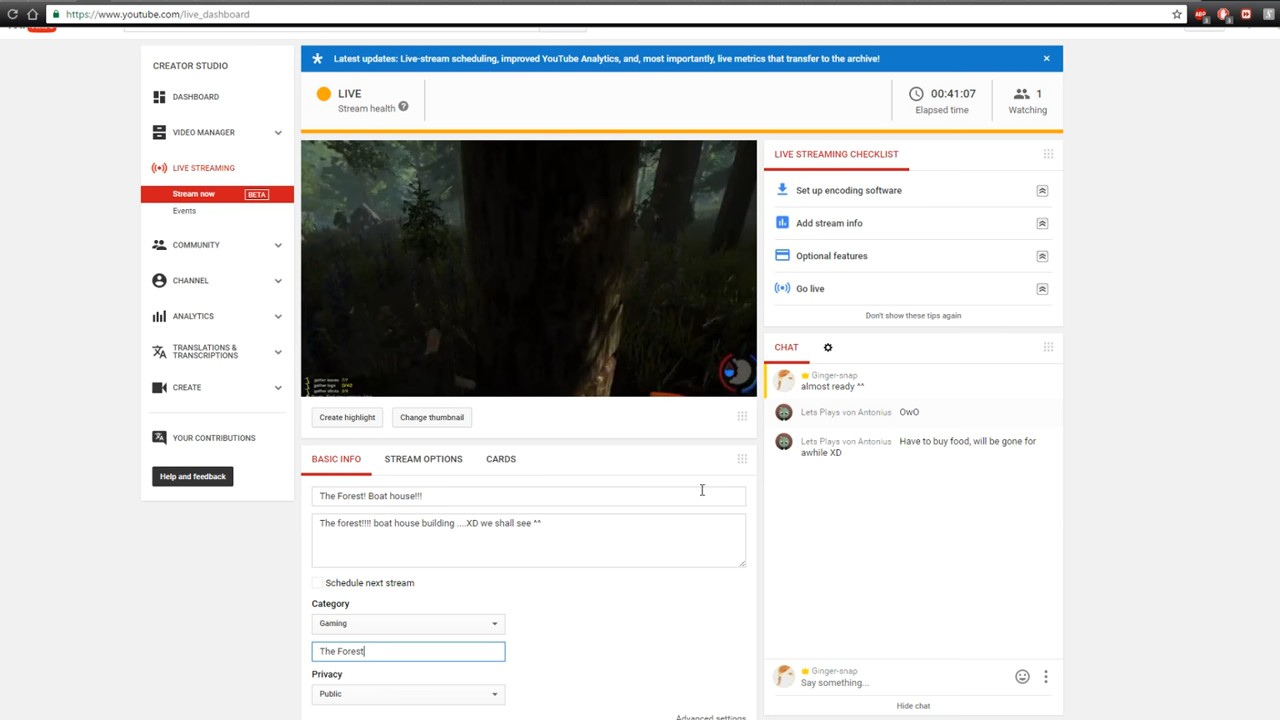 https://www.youtube.com/live_dashboard
CREATOR STUDIO
DASHBOARD
VIDEO MANAGER
LIVE STREAMING
Stream now BETA
Events
COMMUNITY
CHANNEL
ANALYTICS
TRANSLATIONS &
TRANSCRIPTIONS
CREATE
YOUR CONTRIBUTIONS
Help and feedback
Latest updates: Live-stream scheduling, improved YouTube Analytics, and, most importantly, live metrics that transfer to the archive!
LIVE
Stream health ?
00:41:07
Elapsed time
1
Watching
Create highlight
Change thumbnail
BASIC INFO
STREAM OPTIONS
CARDS
The Forest! Boat house!!!
The forest!!!! boat house building ....XD we shall see ^^
Schedule next stream
Category
Gaming
The Forest
Privacy
Public
Advanced settings
LIVE STREAMING CHECKLIST
Set up encoding software
Add stream info
Optional features
Go live
Don't show these tips again
CHAT
Ginger-snap
almost ready ^^
Lets Plays von Antonius OwO
Lets Plays von Antonius Have to buy food, will be gone for
awhile XD
Ginger-snap
Say something...
Hide chat